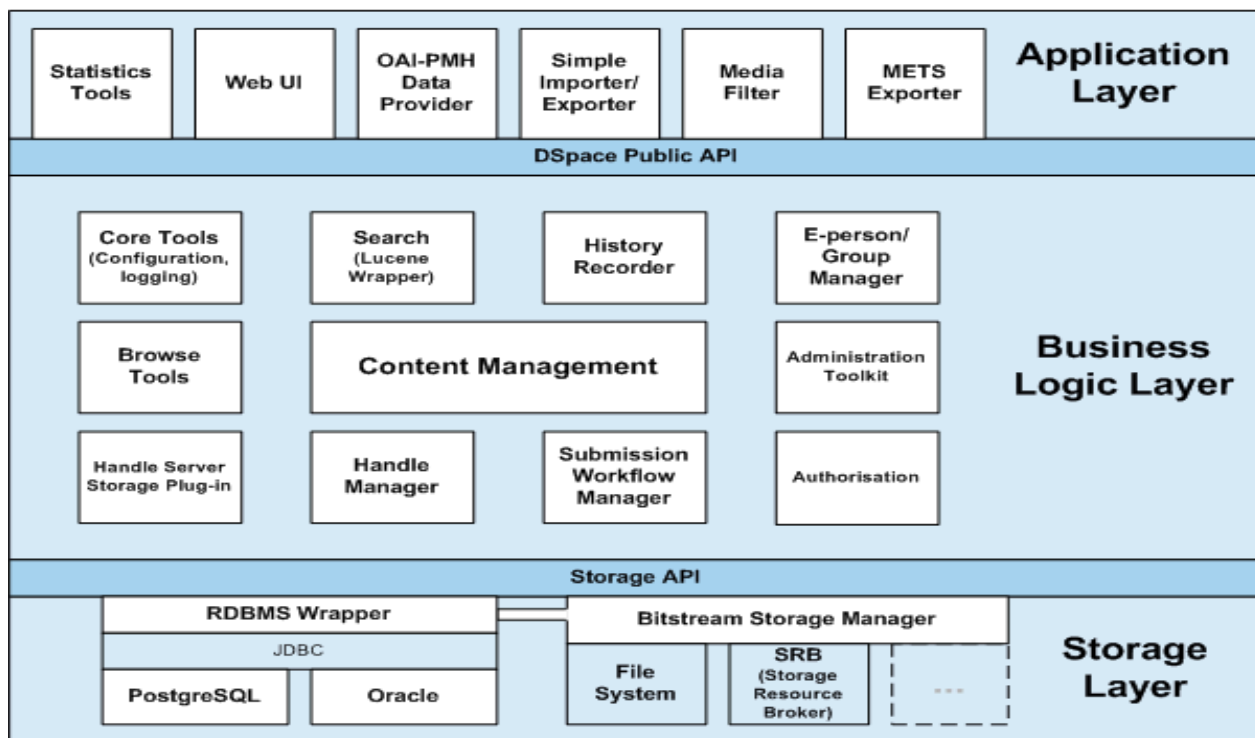 Statistics
Tools
Web UI
OAI-PMH
Data
Provider
Simple
Importer/
Exporter
Media
Filter
METS
Exporter
Application
Layer
DSpace Public API
Core Tools
(Configuration,
logging)
Search
(Lucene
Wrapper)
History
Recorder
E-person/
Group
Manager
Browse
Tools
Content Management
Administration
Toolkit
Business
Logic Layer
Handle Server
Storage Plug-in
Handle
Manager
Submission
Workflow
Manager
Authorisation
Storage API
RDBMS Wrapper
JDBC
PostgreSQL
Oracle
Bitstream Storage Manager
File
System
SRB
(Storage
Resource
Broker)
...
Storage
Layer